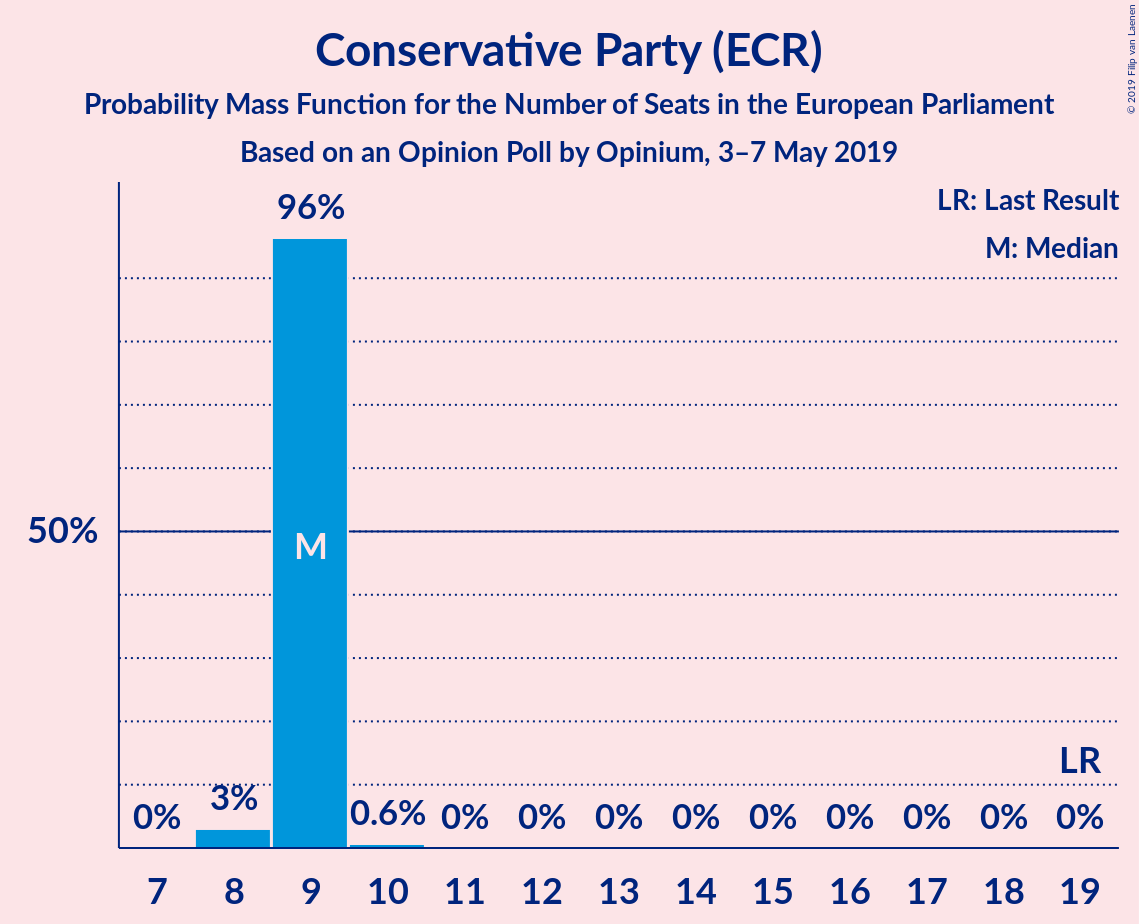 Conservative Party (ECR)
Probability Mass Function for the Number of Seats in the European Parliament
Based on an Opinion Poll by Opinium, 3–7 May 2019
© 2019 Filip van Laenen
LR: Last Result
M: Median
96%
50%
M
LR
0% 3% 0.6% 0% 0% 0% 0% 0% 0% 0% 0% 0%
7 8 9 10 11 12 13 14 15 16 17 18 19